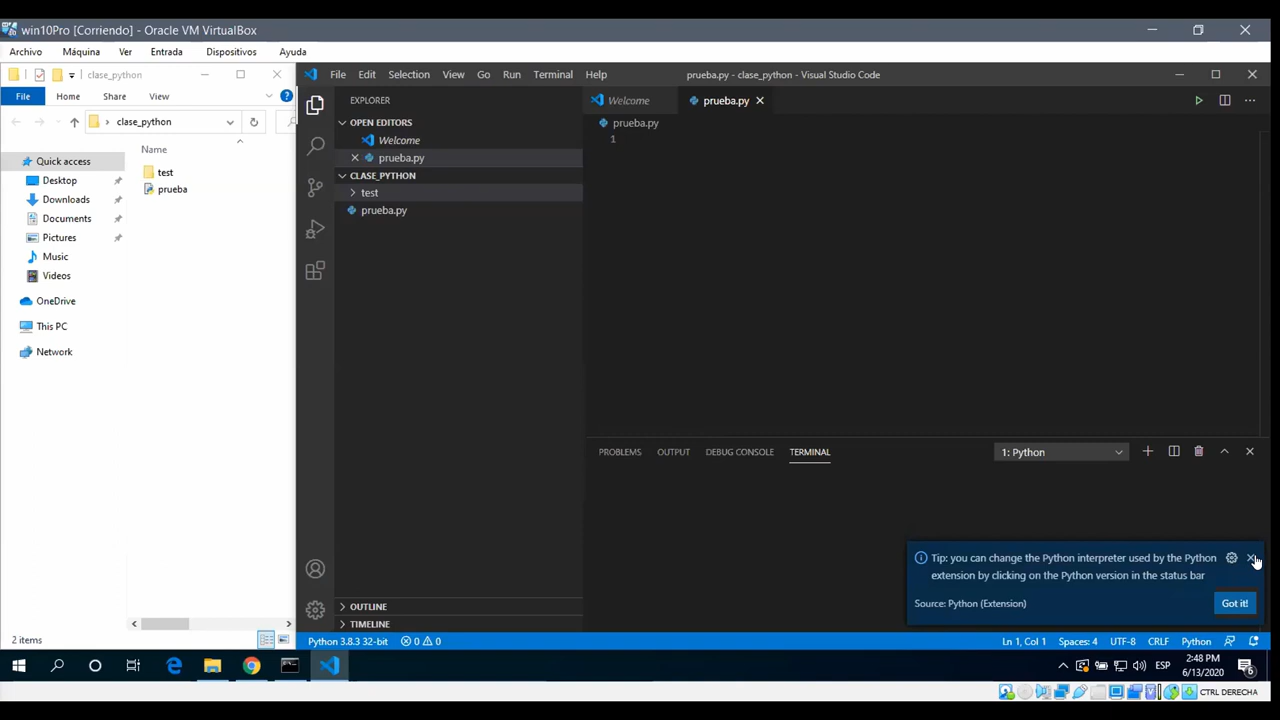 win10Pro [Corriendo] - Oracle VM VirtualBox
Archivo Máquina Ver Entrada Dispositivos Ayuda
clase_python
File Home Share View
clase_python
Name
Quick access
Desktop
Downloads
Documents
Pictures
Music
Videos
OneDrive
This PC
Network
test
prueba
2 items
File Edit Selection View Go Run Terminal Help
prueba.py - clase_python - Visual Studio Code
EXPLORER
OPEN EDITORS
Welcome
prueba.py
CLASE_PYTHON
test
prueba.py
OUTLINE
TIMELINE
Welcome prueba.py
prueba.py
1
PROBLEMS OUTPUT DEBUG CONSOLE TERMINAL
1: Python
Tip: you can change the Python interpreter used by the Python
extension by clicking on the Python version in the status bar
Source: Python (Extension)
Got it!
Python 3.8.3 32-bit 0 0
Ln 1, Col 1 Spaces: 4 UTF-8 CRLF Python
ESP
2:48 PM
6/13/2020
6
CTRL DERECHA